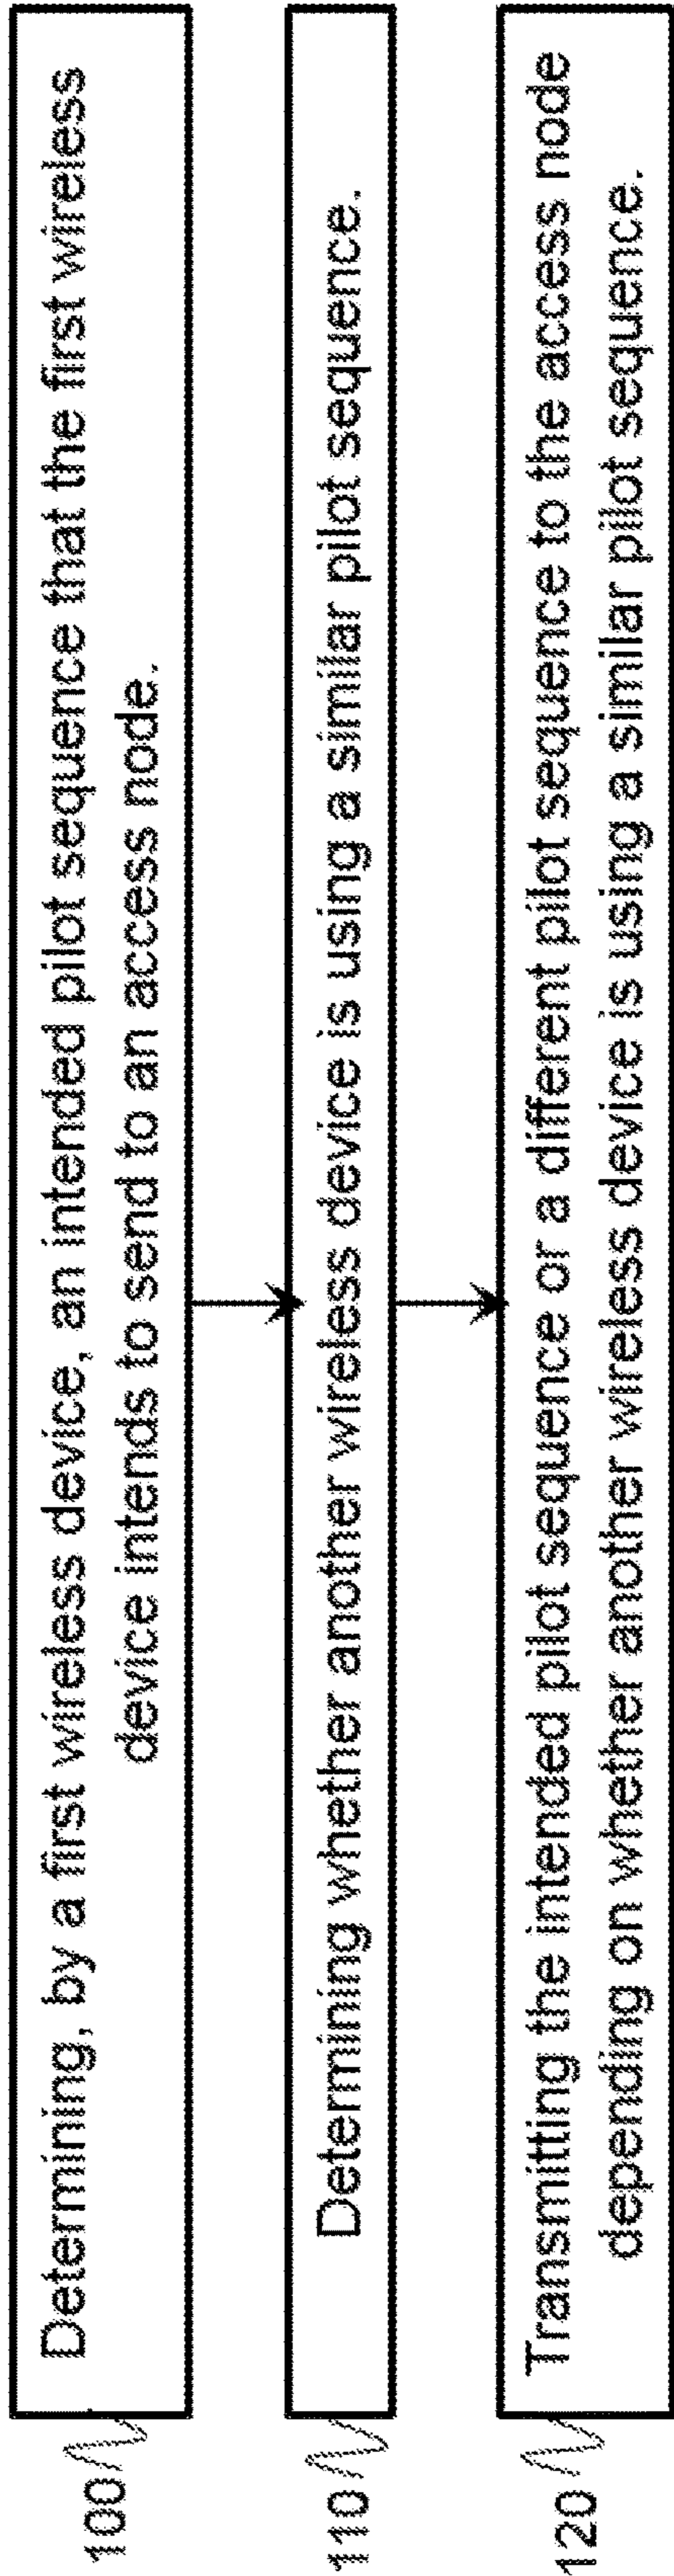 100
Determining, by a first wireless device, an intended pilot sequence that the first wireless
device intends to send to an access node.
110
Determining whether another wireless device is using a similar pilot sequence.
120
Transmitting the intended pilot sequence or a different pilot sequence to the access node
depending on whether another wireless device is using a similar pilot sequence.